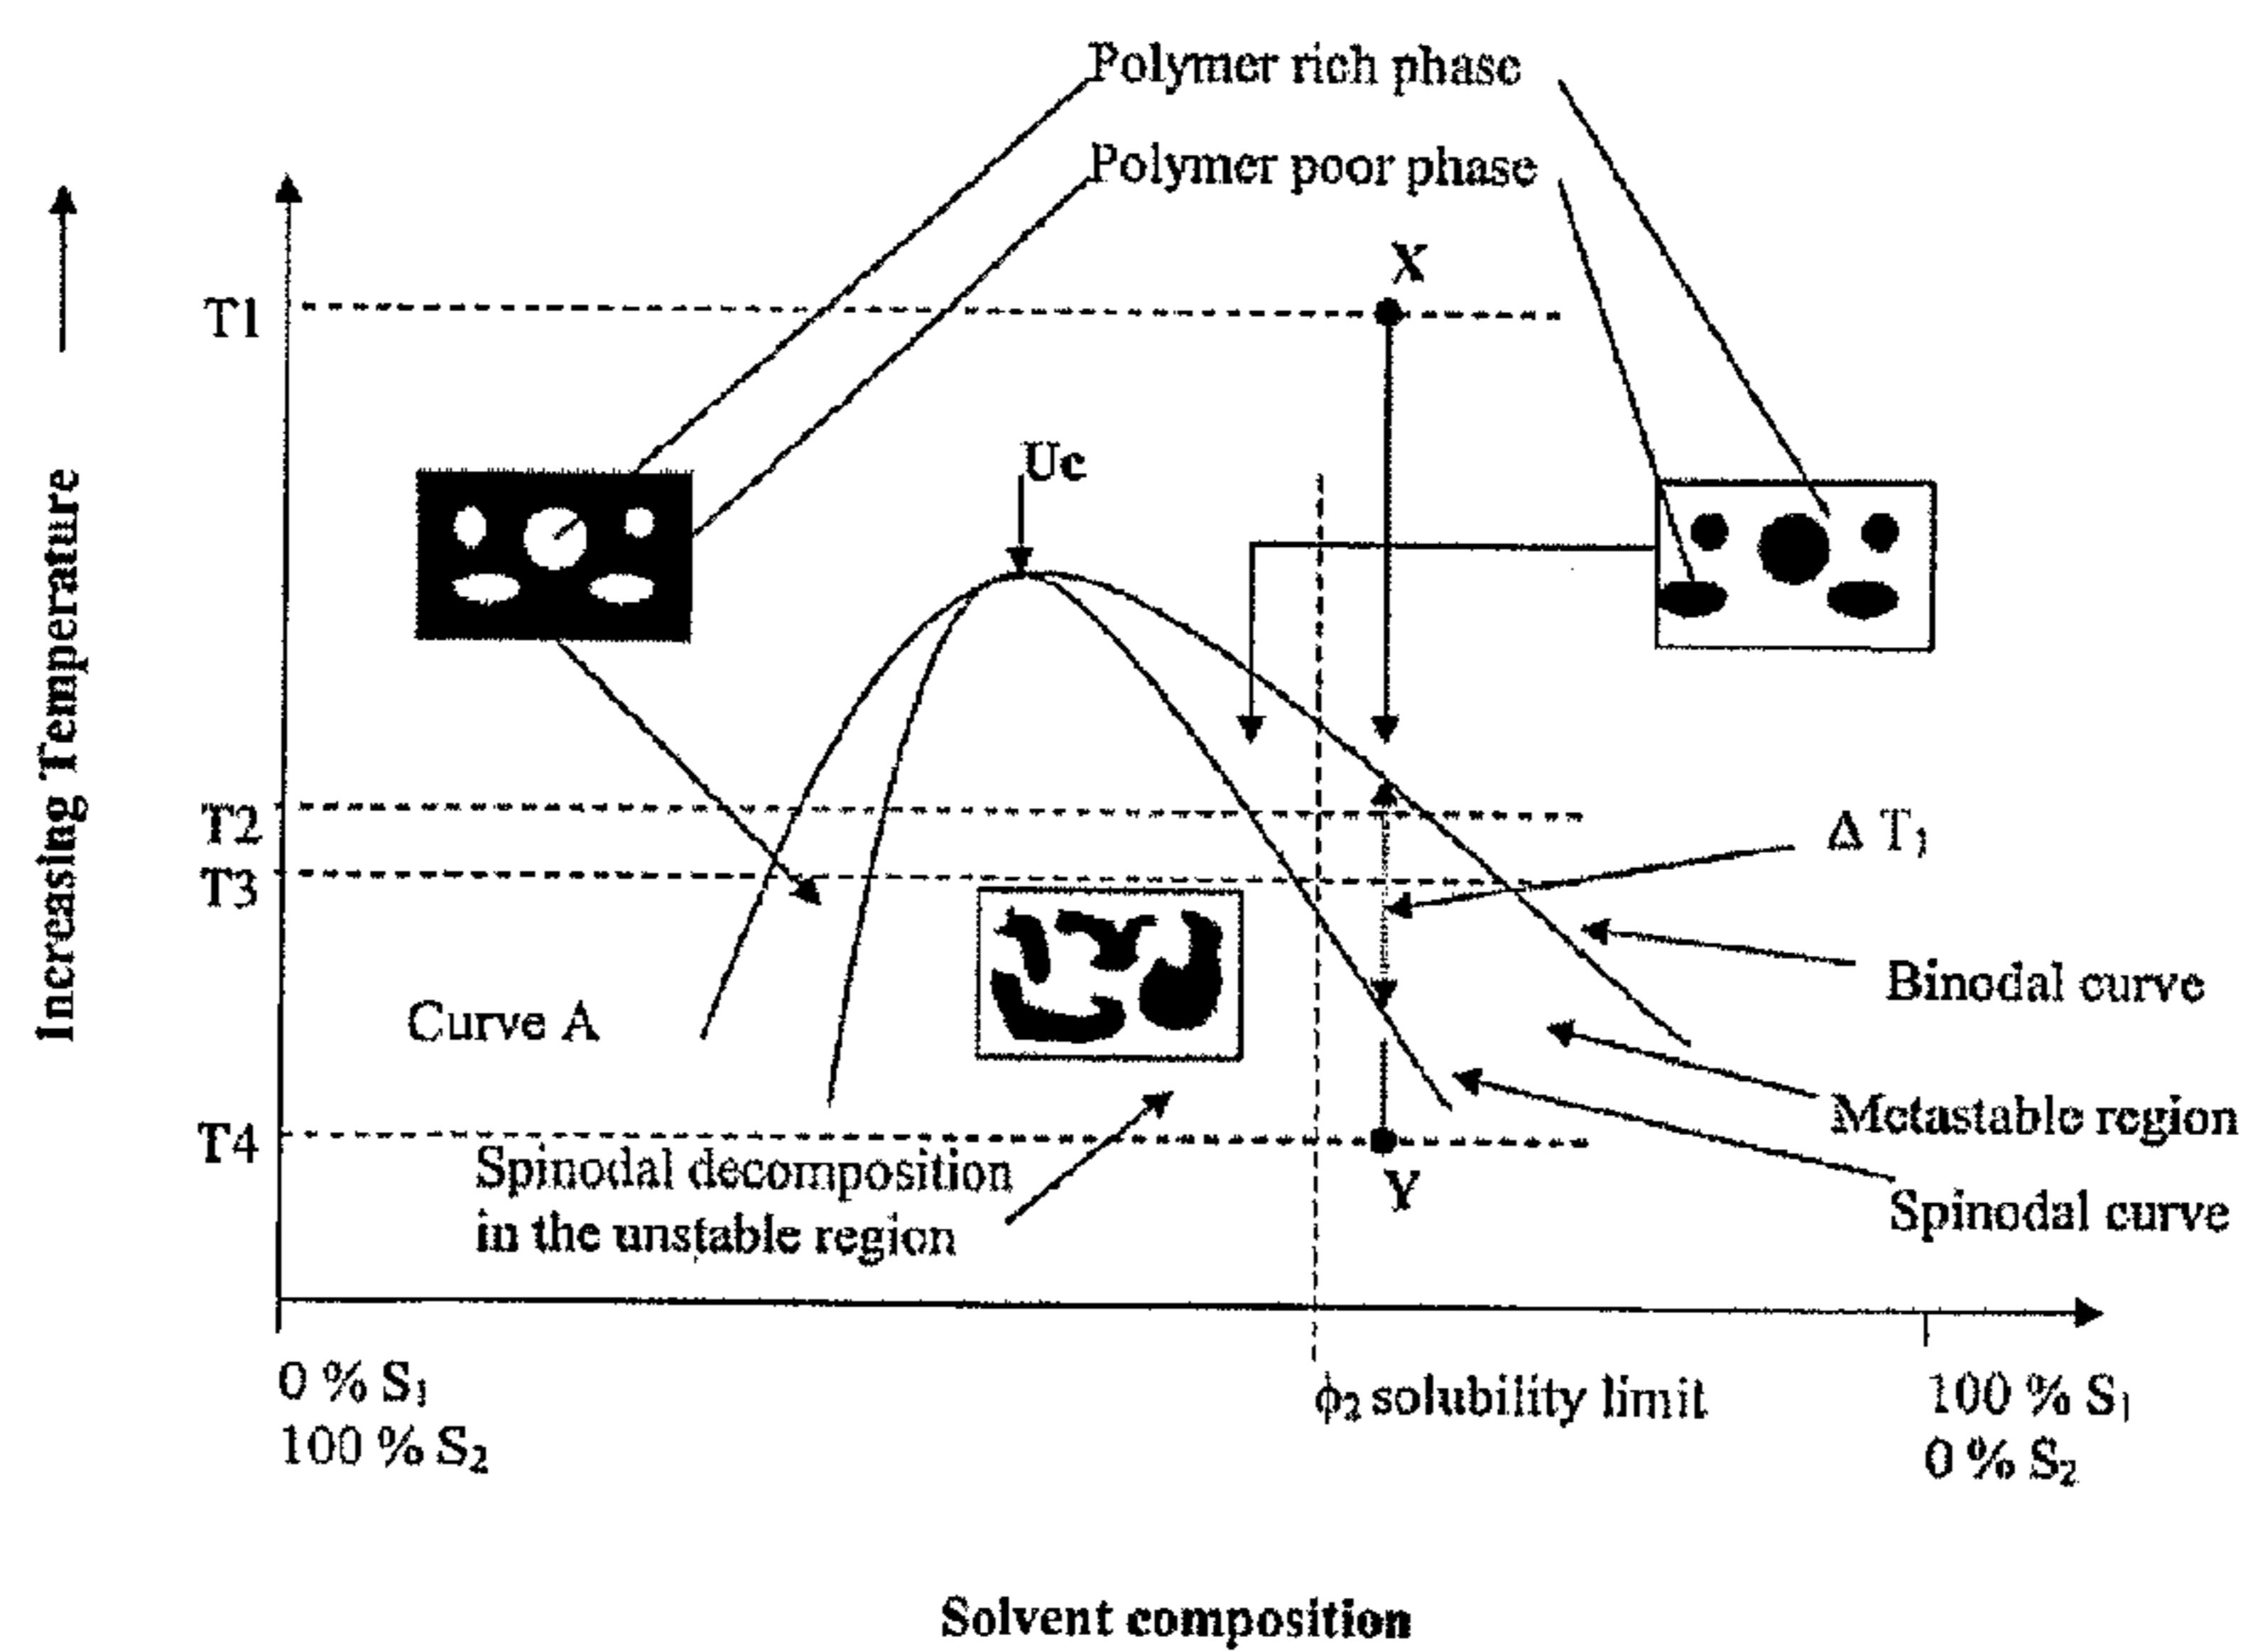 Polymer rich phase
Polymer poor phase
X
T1
Uc
Increasing Temperature
T2
Δ T₁
T3
Binodal curve
Curve A
Metastable region
T4
Spinodal decomposition
in the unstable region
Y
Spinodal curve
0 % S₁
100 % S₂
ϕ₂ solubility limit
100 % S₁
0 % S₂
Solvent composition